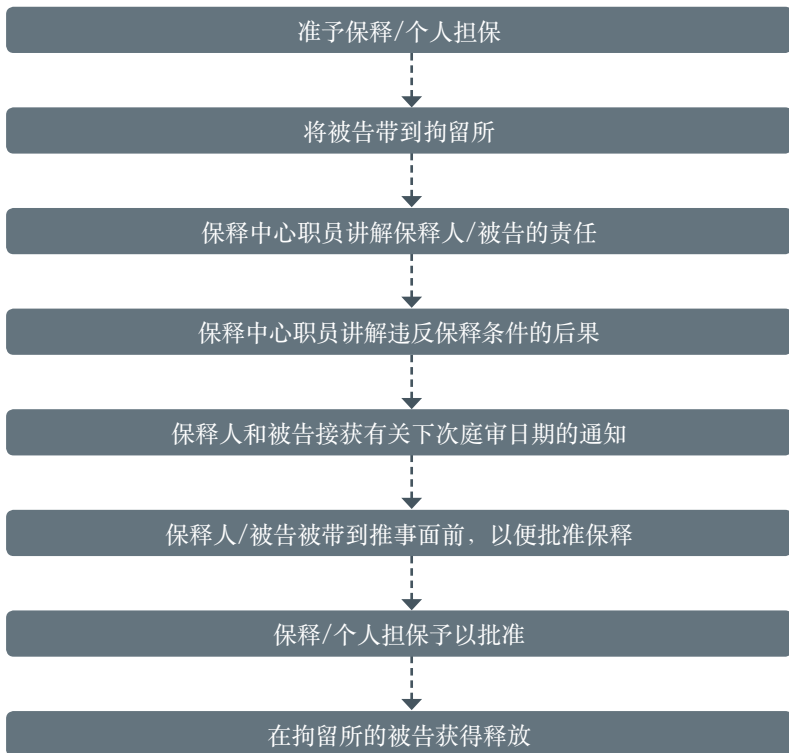 准予保释/个人担保
将被告带到拘留所
保释中心职员讲解保释人/被告的责任
保释中心职员讲解违反保释条件的后果
保释人和被告接获有关下次庭审日期的通知
保释人/被告被带到推事面前，以便批准保释
保释/个人担保予以批准
在拘留所的被告获得释放